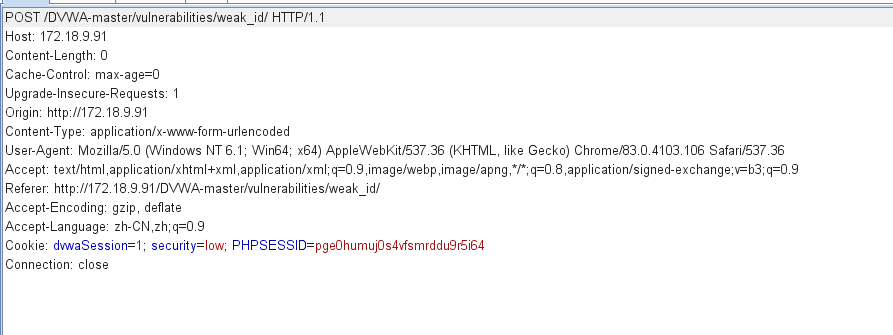 POST /DVWA-master/vulnerabilities/weak_id/ HTTP/1.1
Host: 172.18.9.91
Content-Length: 0
Cache-Control: max-age=0
Upgrade-Insecure-Requests: 1
Origin: http://172.18.9.91
Content-Type: application/x-www-form-urlencoded
User-Agent: Mozilla/5.0 (Windows NT 6.1; Win64; x64) AppleWebKit/537.36 (KHTML, like Gecko) Chrome/83.0.4103.106 Safari/537.36
Accept: text/html,application/xhtml+xml,application/xml;q=0.9,image/webp,image/apng,*/*;q=0.8,application/signed-exchange;v=b3;q=0.9
Referer: http://172.18.9.91/DVWA-master/vulnerabilities/weak_id/
Accept-Encoding: gzip, deflate
Accept-Language: zh-CN,zh;q=0.9
Cookie: dvwaSession=1; security=low; PHPSESSID=pge0humuj0s4vfsmrddu9r5i64
Connection: close